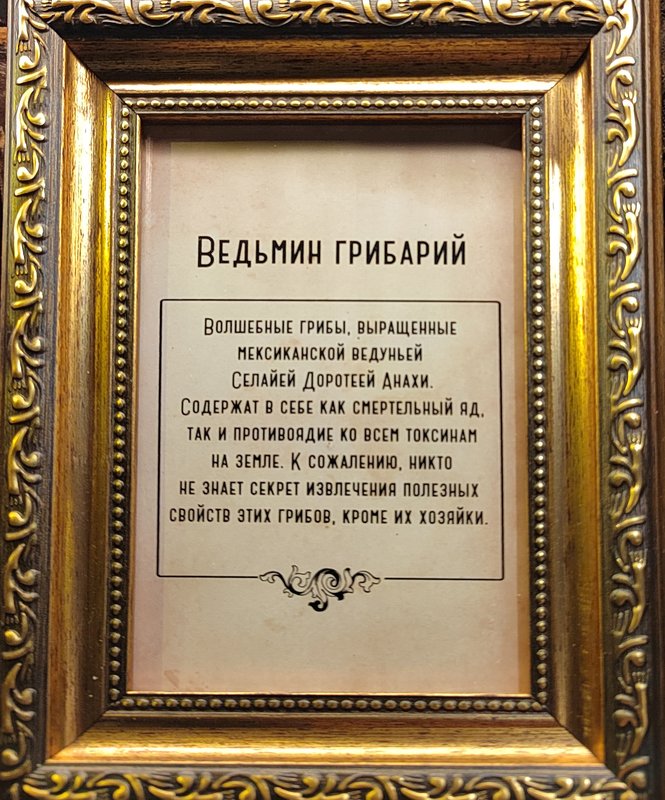 Ведьмин грибарий
Волшебные грибы, выращенные
мексиканской ведуньей
Селайей Доротеей Анахи.
Содержат в себе как смертельный яд,
так и противоядие ко всем токсинам
на земле. К сожалению, никто
не знает секрет извлечения полезных
свойств этих грибов, кроме их хозяйки.